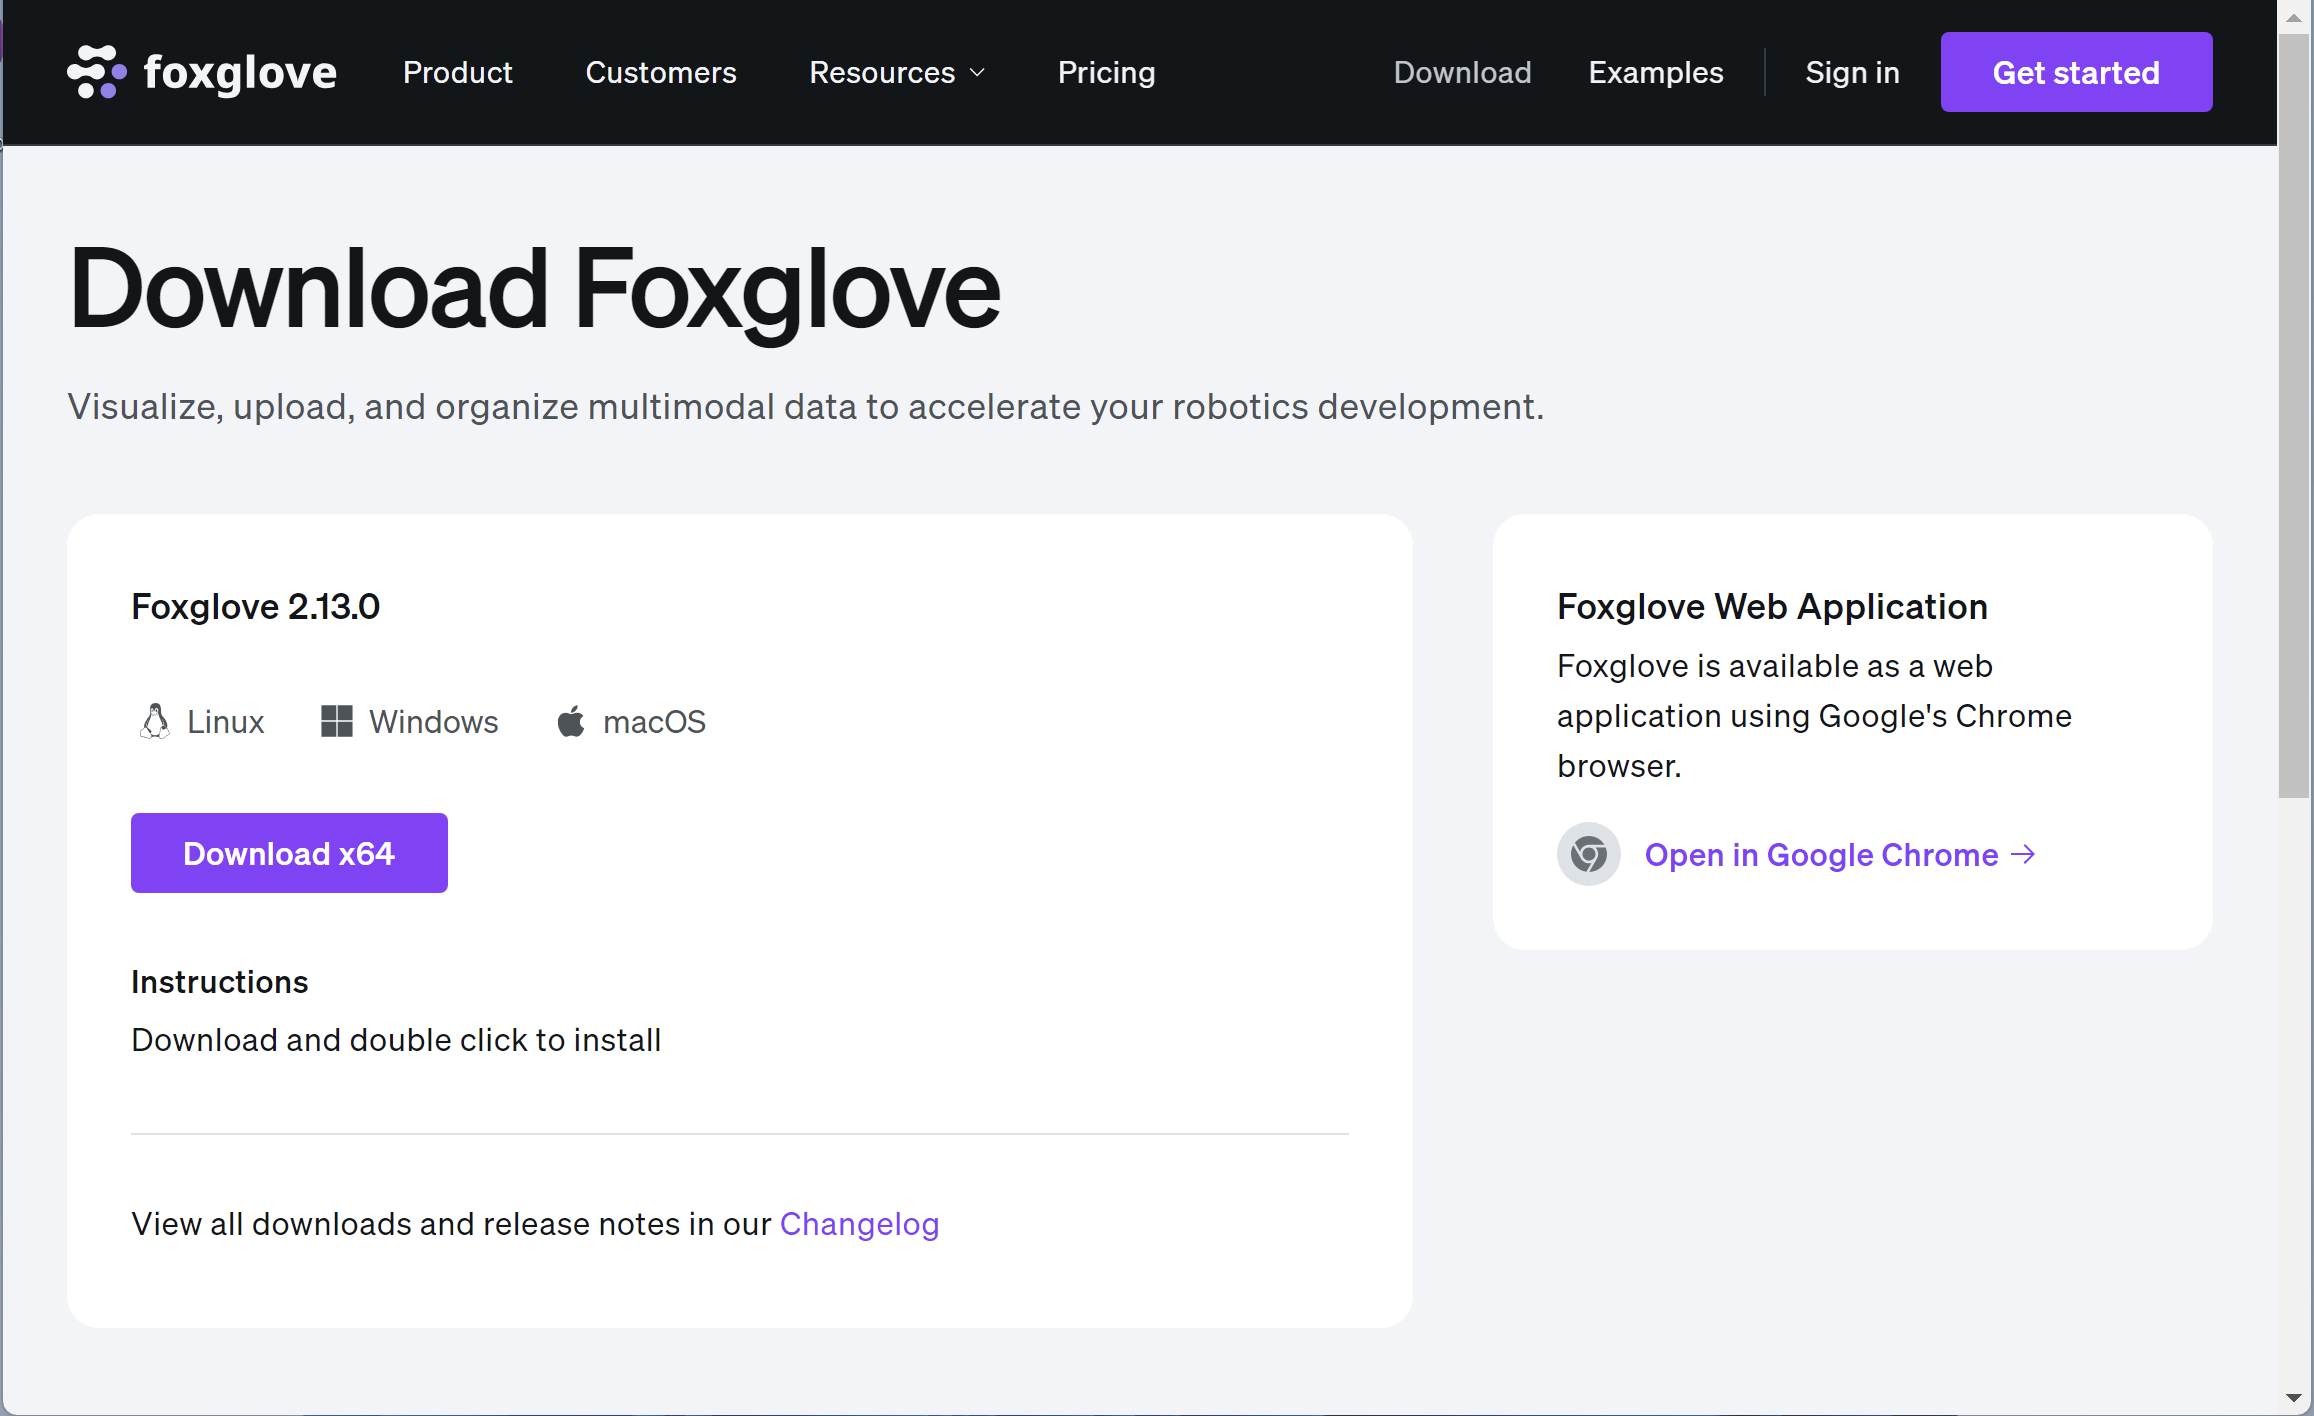 foxglove Product Customers Resources Pricing Download Examples Sign in Get started
Download Foxglove
Visualize, upload, and organize multimodal data to accelerate your robotics development.
Foxglove 2.13.0
Linux Windows macOS
Download x64
Instructions
Download and double click to install
View all downloads and release notes in our Changelog
Foxglove Web Application
Foxglove is available as a web
application using Google's Chrome
browser.
Open in Google Chrome →